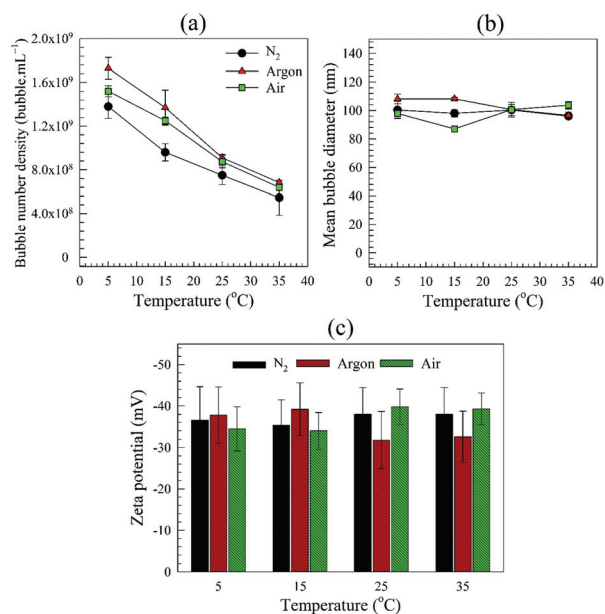 (a)
Bubble number density (bubble.mL⁻¹)
2.0x10⁹
1.6x10⁹
1.2x10⁹
8.0x10⁸
4.0x10⁸
0
N₂
Argon
Air
0 5 10 15 20 25 30 35 40
Temperature (°C)
(b)
Mean bubble diameter (nm)
140
120
100
80
60
40
20
0
0 5 10 15 20 25 30 35 40
Temperature (°C)
(c)
Zeta potential (mV)
-50
-40
-30
-20
-10
0
N₂ Argon Air
5 15 25 35
Temperature (°C)